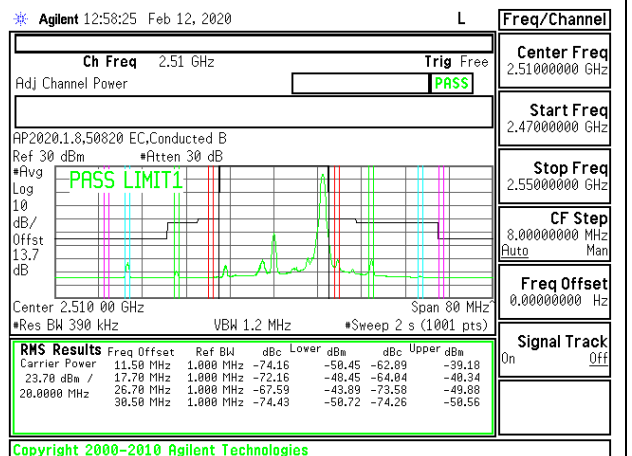 Agilent 12:58:25 Feb 12, 2020 L Freq/Channel
Ch Freq 2.51 GHz Trig Free
Adj Channel Power PASS
Center Freq
2.51000000 GHz
Start Freq
2.47000000 GHz
Stop Freq
2.55000000 GHz
CF Step
8.00000000 MHz
Auto Man
Freq Offset
0.00000000 Hz
Signal Track
On Off
AP2020.1.8,50820 EC,Conducted B
Ref 30 dBm #Atten 30 dB
#Avg
Log
10
dB/
Offst
13.7
dB
PASS LIMIT1
Center 2.510 00 GHz Span 80 MHz
#Res BW 390 kHz VBW 1.2 MHz #Sweep 2 s (1001 pts)
RMS Results Freq Offset Ref BW dBc Lower dBm dBc Upper dBm
Carrier Power 11.50 MHz 1.000 MHz -74.16 -50.45 -62.89 -39.18
23.70 dBm / 17.70 MHz 1.000 MHz -72.16 -48.45 -64.04 -40.34
20.0000 MHz 26.70 MHz 1.000 MHz -67.59 -43.89 -73.58 -49.88
30.50 MHz 1.000 MHz -74.43 -50.72 -74.26 -50.56
Copyright 2000-2010 Agilent Technologies